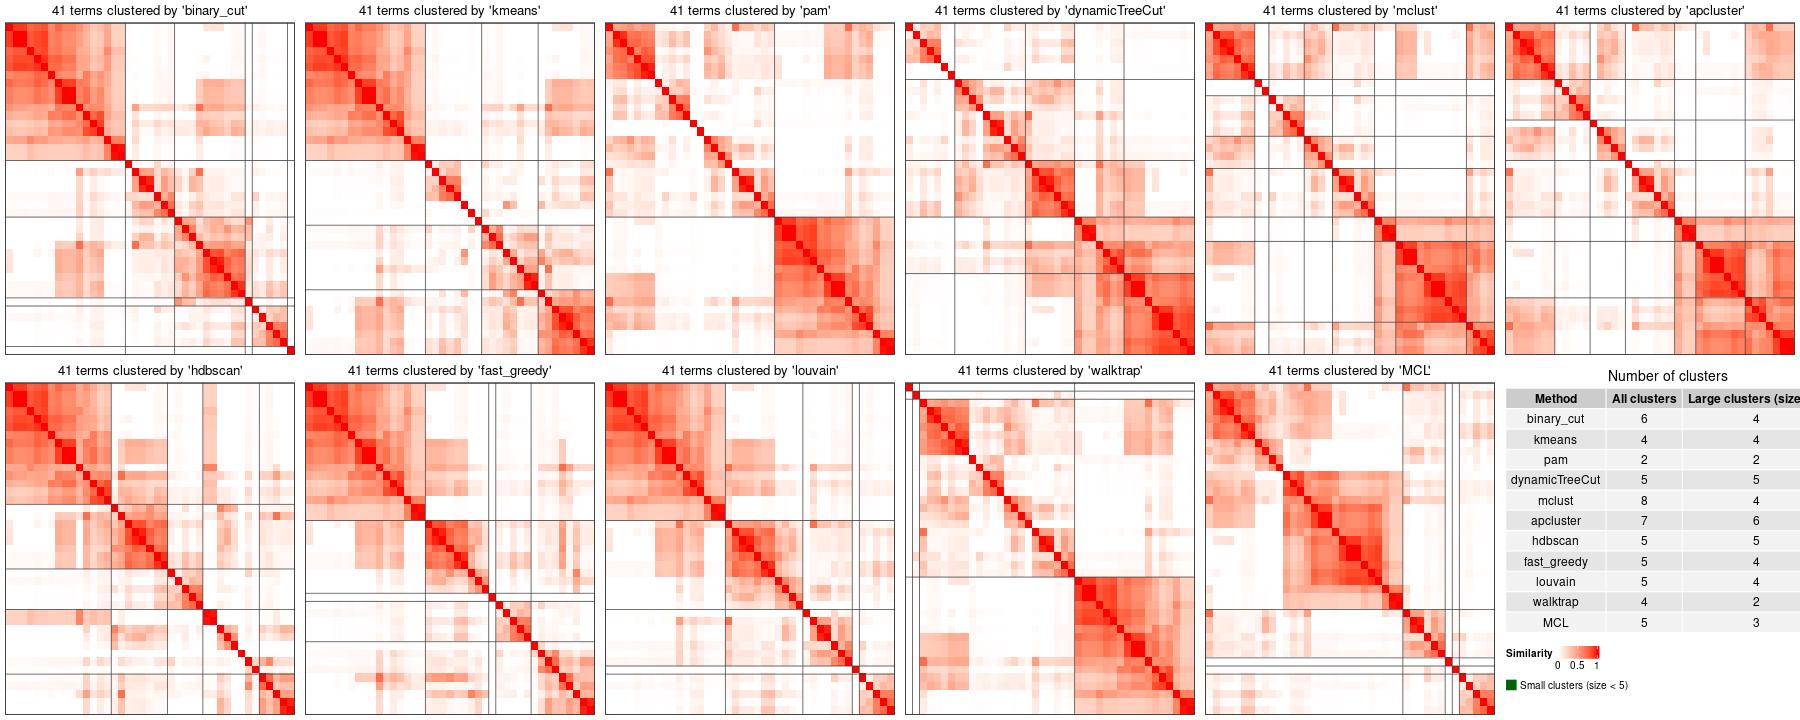 41 terms clustered by 'binary_cut'
41 terms clustered by 'kmeans'
41 terms clustered by 'pam'
41 terms clustered by 'dynamicTreeCut'
41 terms clustered by 'mclust'
41 terms clustered by 'apcluster'
41 terms clustered by 'hdbscan'
41 terms clustered by 'fast_greedy'
41 terms clustered by 'louvain'
41 terms clustered by 'walktrap'
41 terms clustered by 'MCL'
Number of clusters
Method All clusters Large clusters (size
binary_cut 6 4
kmeans 4 4
pam 2 2
dynamicTreeCut 5 5
mclust 8 4
apcluster 7 6
hdbscan 5 5
fast_greedy 5 4
louvain 5 4
walktrap 4 2
MCL 5 3
Similarity
0 0.5 1
Small clusters (size < 5)